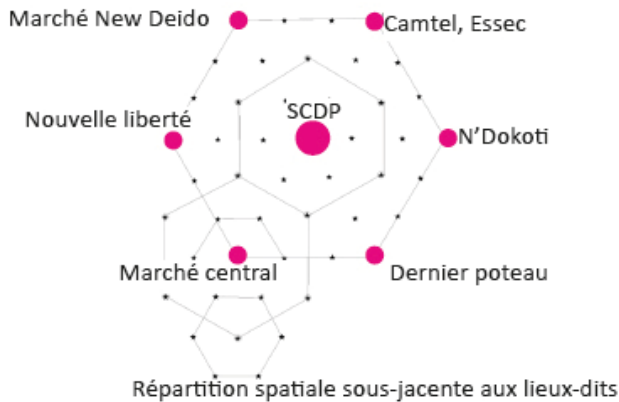 Marché New Deido
Camtel, Essec
SCDP
Nouvelle liberté
N'Dokoti
Marché central
Dernier poteau
Répartition spatiale sous-jacente aux lieux-dits